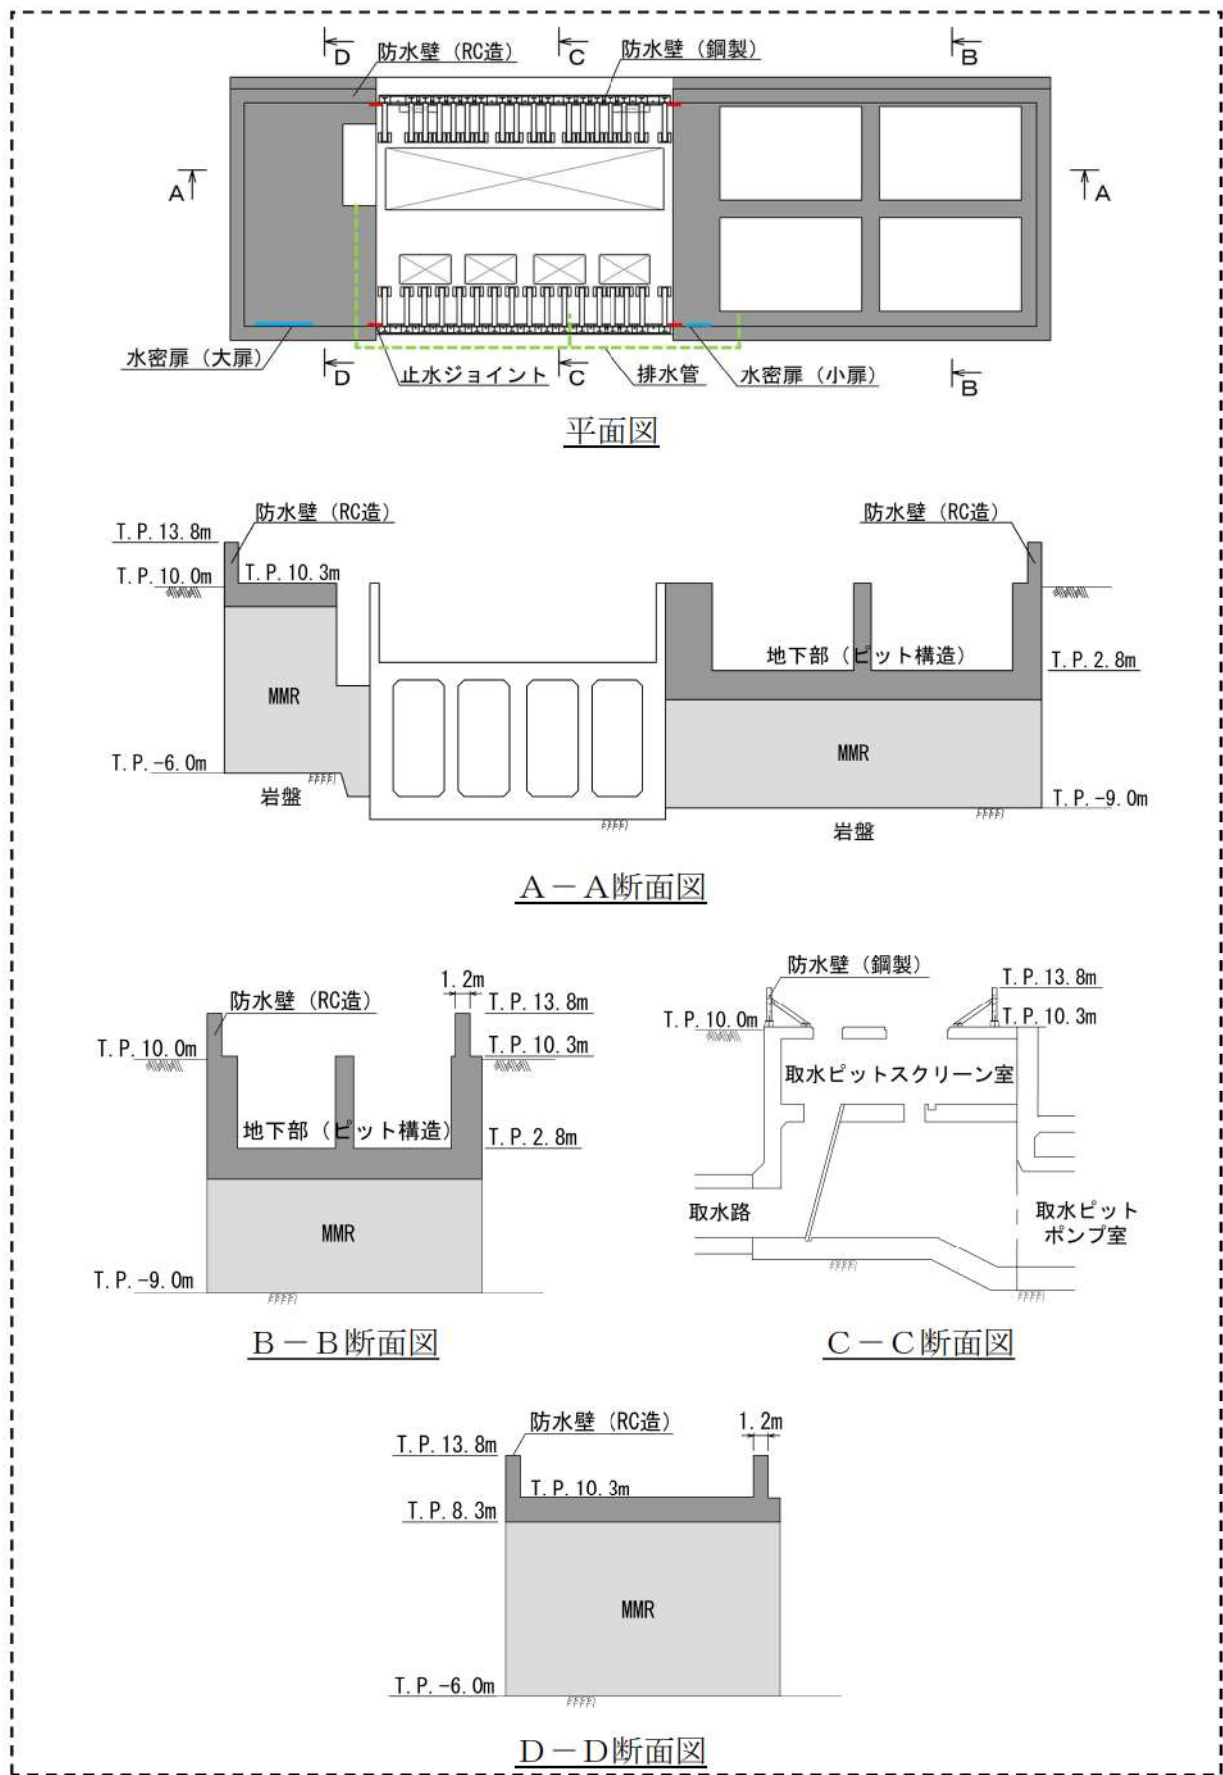 D
C
B
防水壁（RC造）
防水壁（鋼製）
A
A
水密扉（大扉）
D
止水ジョイント
C
排水管
水密扉（小扉）
B
平面図
防水壁（RC造）
防水壁（RC造）
T.P.13.8m
T.P.10.0m
T.P.10.3m
地下部（ピット構造）
T.P.2.8m
MMR
MMR
T.P.-6.0m
岩盤
T.P.-9.0m
岩盤
A－A断面図
1.2m
防水壁（RC造）
T.P.13.8m
T.P.10.0m
T.P.10.3m
地下部（ピット構造）
T.P.2.8m
MMR
T.P.-9.0m
B－B断面図
防水壁（鋼製）
T.P.13.8m
T.P.10.0m
T.P.10.3m
取水ピットスクリーン室
取水路
取水ピット
ポンプ室
C－C断面図
防水壁（RC造）
1.2m
T.P.13.8m
T.P.10.3m
T.P.8.3m
MMR
T.P.-6.0m
D－D断面図